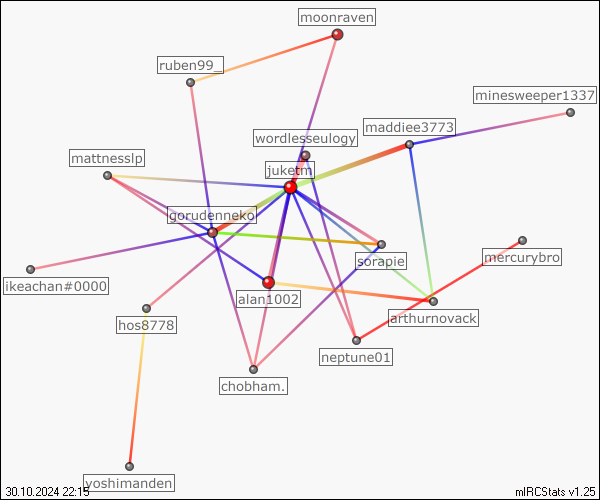 moonraven
ruben99_
minesweeper1337
maddiee3773
wordlesseulogy
mattnesslp
juketm
gorudenneko
sorapie
mercurybro
ikeachan#0000
alan1002
hos8778
arthurnovack
neptune01
chobham.
yoshimanden
30.10.2024 22:15
mIRCStats v1.25